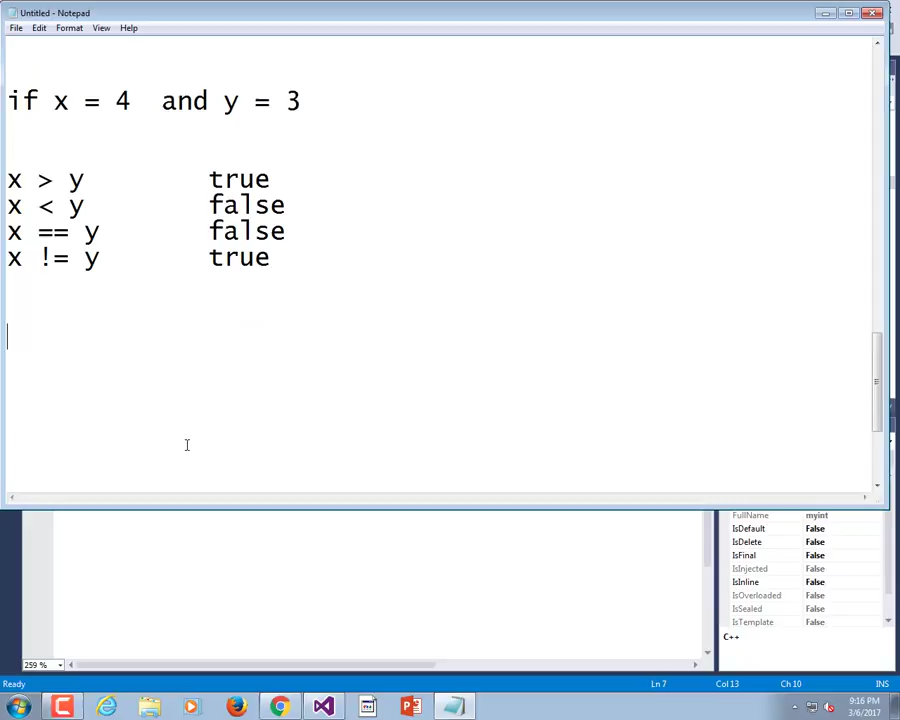 Untitled - Notepad
File Edit Format View Help
if x = 4  and y = 3
x > y true
x < y false
x == y false
x != y true
FullName myint
IsDefault False
IsDelete False
IsFinal False
IsInjected False
IsInline False
IsOverloaded False
IsSealed False
IsTemplate False
C++
259 %
Ready Ln 7 Col 13 Ch 10 INS
9:16 PM
3/6/2017